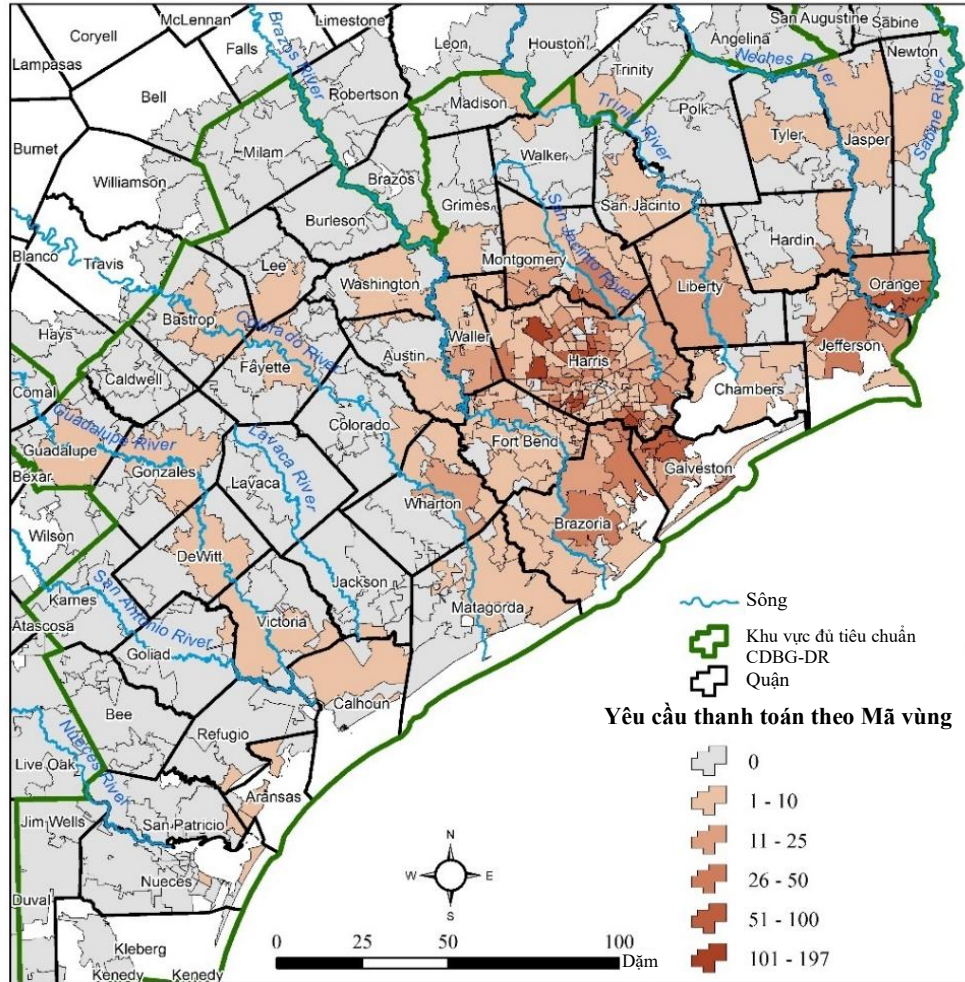 McLennan
Limestone
Coryell
Falls
Leon
Houston
Angelina
San Augustine
Sabine
Newton
Lampasas
Brazos River
Robertson
Trinity
Neches River
Bell
Madison
Trinity River
Polk
Sabine River
Burnet
Milam
Walker
Tyler
Jasper
Williamson
Brazos
Grimes
San Jacinto
Burleson
San Jacinto River
Hardin
Blanco
Travis
Lee
Washington
Montgomery
Liberty
Orange
Hays
Bastrop
Colorado River
Waller
Harris
Jefferson
Austin
Fayette
Chambers
Comal
Caldwell
Guadalupe River
Colorado
Fort Bend
Guadalupe
Lavaca River
Galveston
Bexar
Gonzales
Lavaca
Wharton
Brazoria
Wilson
DeWitt
Jackson
San Antonio River
Matagorda
Karnes
Victoria
Atascosa
Goliad
Calhoun
Bee
Refugio
Nueces River
Live Oak
Aransas
Jim Wells
San Patricio
Nueces
Duval
Kleberg
Kenedy
Kenedy
Sông
Khu vực đủ tiêu chuẩn
CDBG-DR
Quận
Yêu cầu thanh toán theo Mã vùng
0
1 - 10
11 - 25
26 - 50
51 - 100
101 - 197
N
W
E
S
0 25 50 100
Dặm